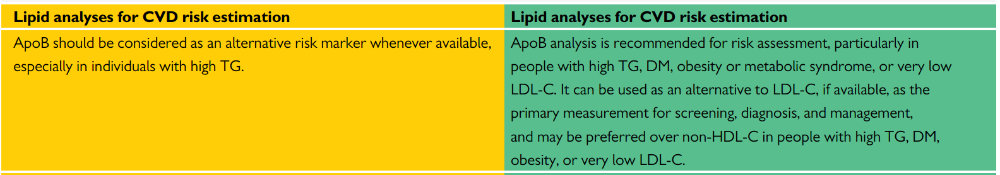 Lipid analyses for CVD risk estimation
ApoB should be considered as an alternative risk marker whenever available,
especially in individuals with high TG.
Lipid analyses for CVD risk estimation
ApoB analysis is recommended for risk assessment, particularly in
people with high TG, DM, obesity or metabolic syndrome, or very low
LDL-C. It can be used as an alternative to LDL-C, if available, as the
primary measurement for screening, diagnosis, and management,
and may be preferred over non-HDL-C in people with high TG, DM,
obesity, or very low LDL-C.